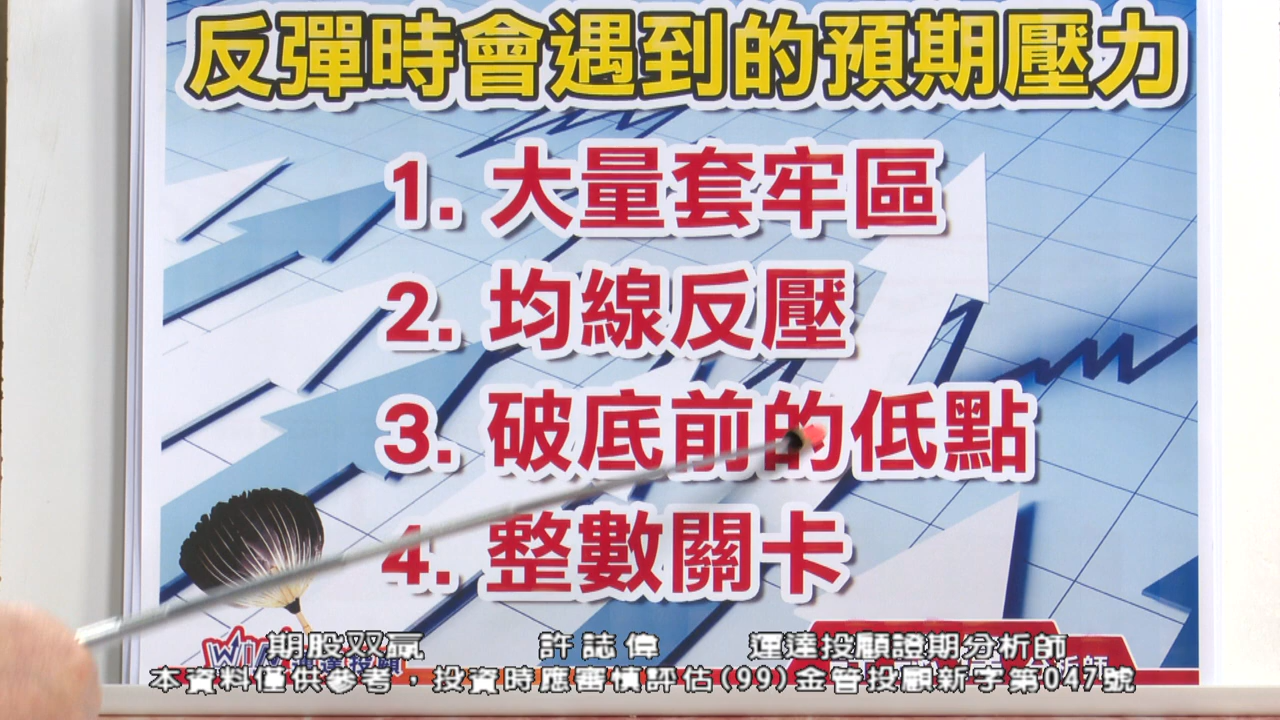 反彈時會遇到的預期壓力
1. 大量套牢區
2. 均線反壓
3. 破底前的低點
4. 整數關卡
期股双贏 許誌偉 運達投顧證期分析師
本資料僅供參考，投資時應審慎評估(99)金管投顧新字第047號